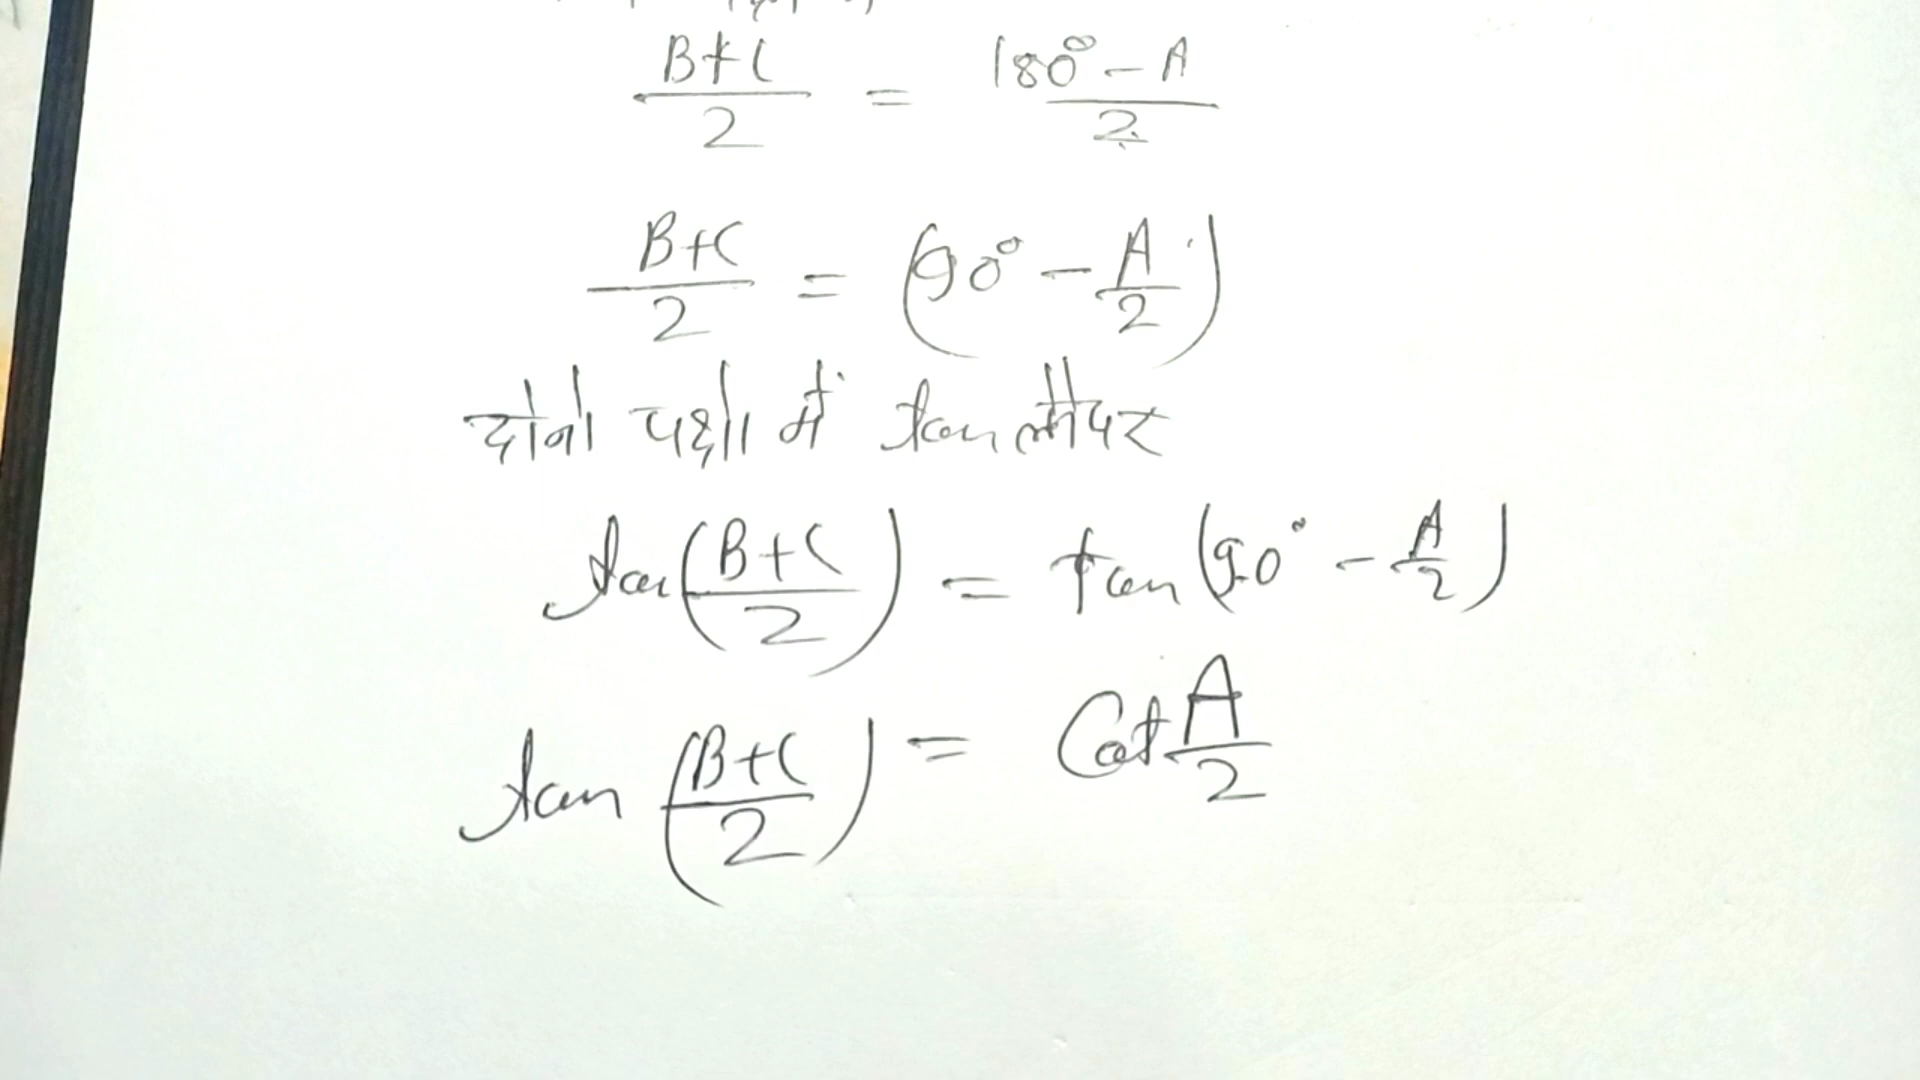 B+C/2 = 180° - A/2
B+C/2 = (90° - A/2)
दोनो पक्षो में tan लेनेपर
tan(B+C/2) = tan(90° - A/2)
tan(B+C/2) = Cot A/2